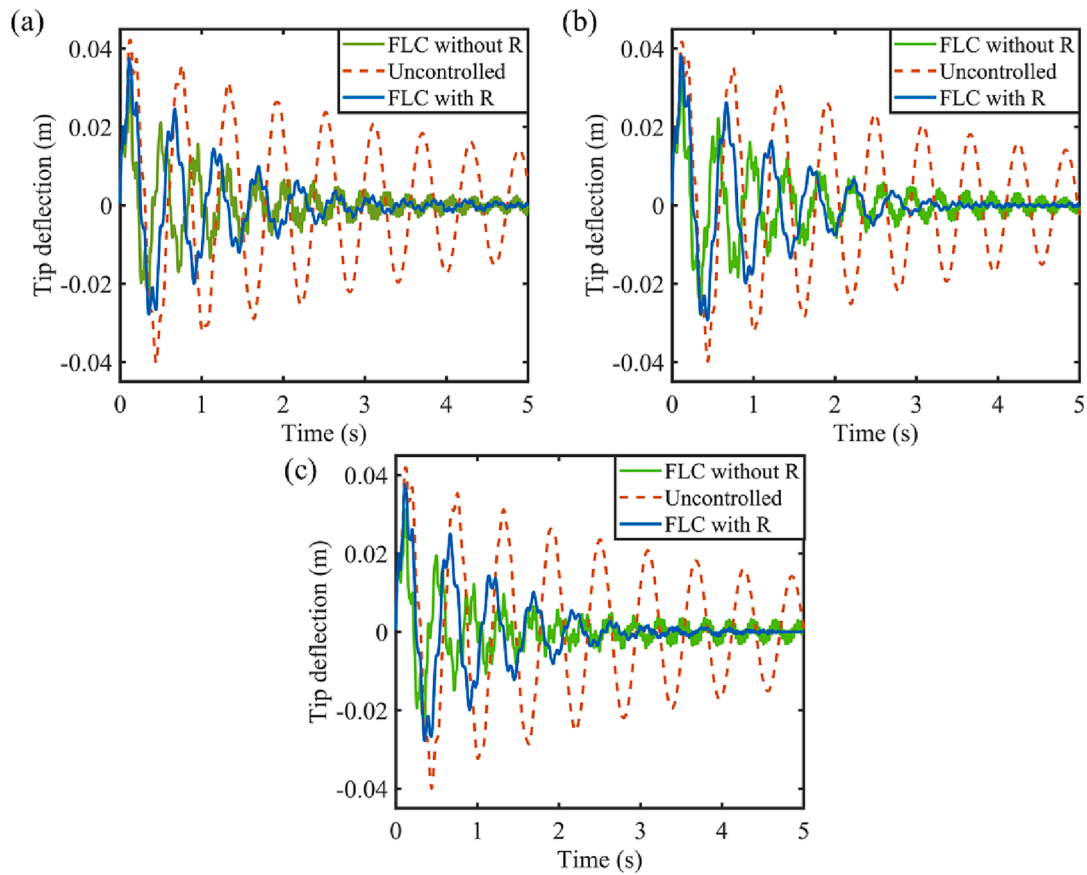 (a)
0.04
0.02
0
-0.02
-0.04
Tip deflection (m)
FLC without R
Uncontrolled
FLC with R
0 1 2 3 4 5
Time (s)
(b)
0.04
0.02
0
-0.02
-0.04
Tip deflection (m)
FLC without R
Uncontrolled
FLC with R
0 1 2 3 4 5
Time (s)
(c)
0.04
0.02
0
-0.02
-0.04
Tip deflection (m)
FLC without R
Uncontrolled
FLC with R
0 1 2 3 4 5
Time (s)